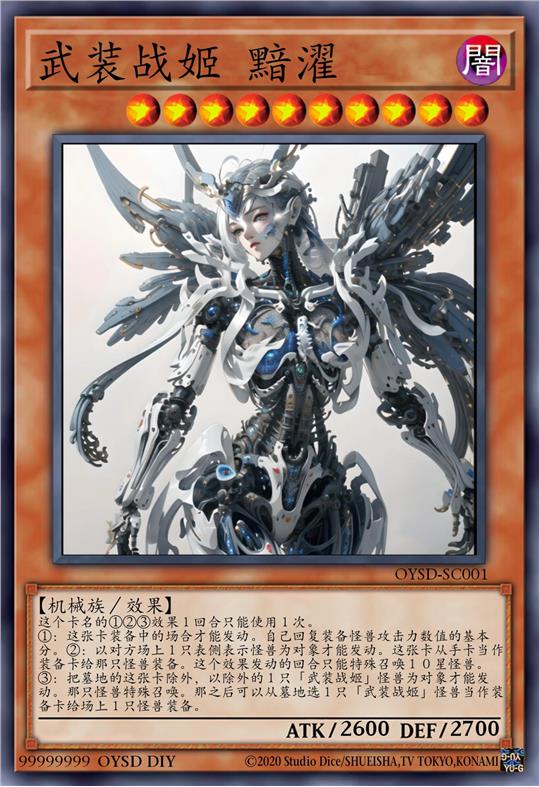 武装战姬 黯濯
闇
OYSD-SC001
【机械族／效果】
这个卡名的①②③效果1回合只能使用1次。
①：这张卡装备中的场合才能发动。自己回复装备怪兽攻击力数值的基本
分。②：以对方场上1只表侧表示怪兽为对象才能发动。这张卡从手卡当作
装备卡给那只怪兽装备。这个效果发动的回合只能特殊召唤10星怪兽。
③：把墓地的这张卡除外，以除外的1只「武装战姬」怪兽为对象才能发
动。那只怪兽特殊召唤。那之后可以从墓地选1只「武装战姬」怪兽当作装
备卡给场上1只怪兽装备。
ATK/2600 DEF/2700
99999999 OYSD DIY ©2020 Studio Dice/SHUEISHA,TV TOKYO,KONAMI